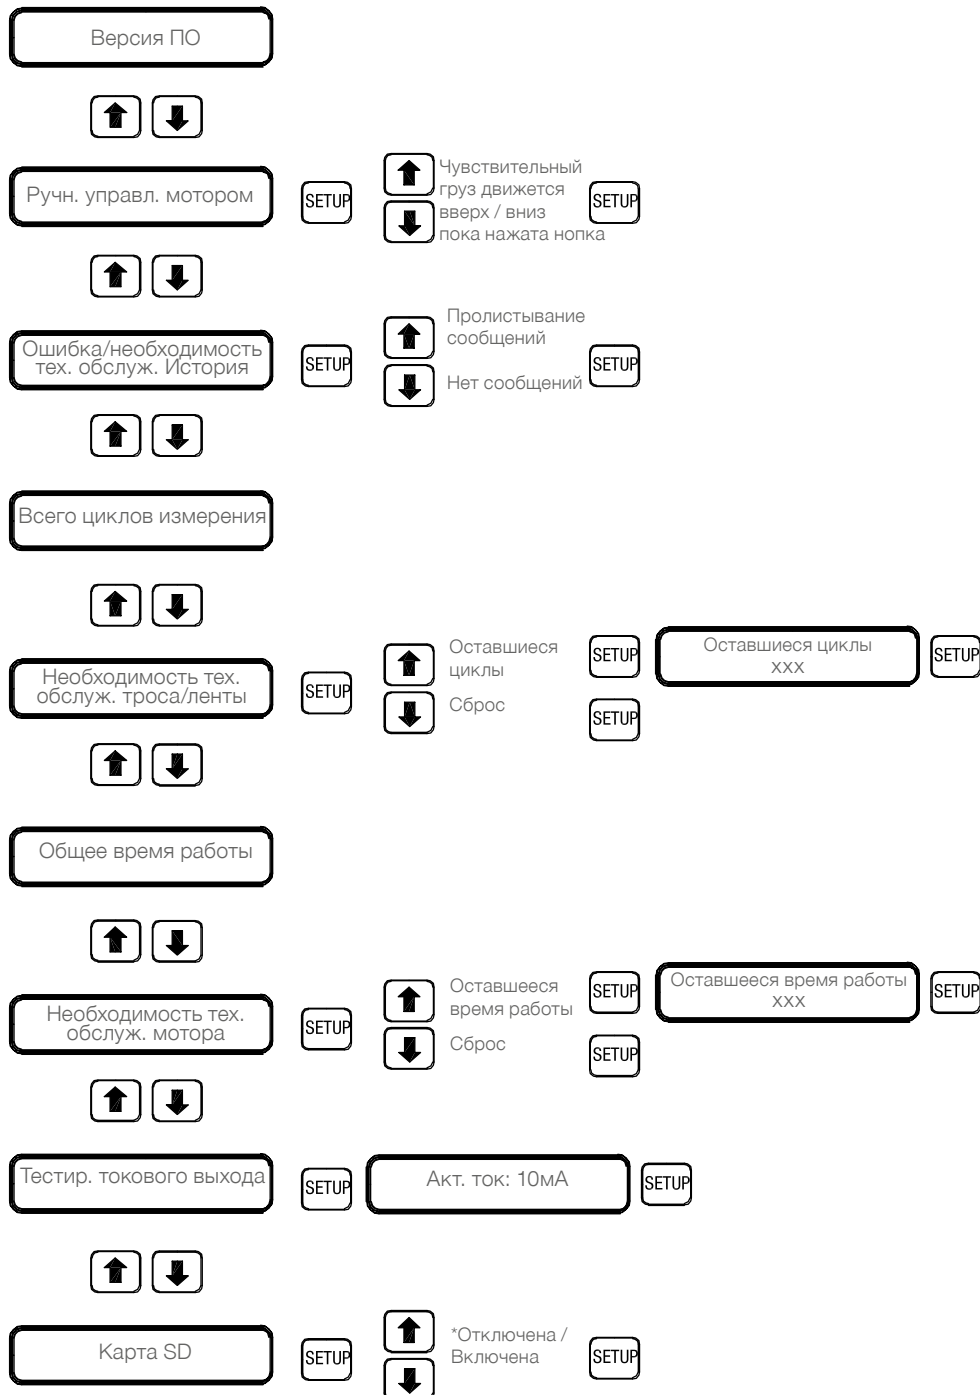 Версия ПО
Ручн. управл. мотором
SETUP
Чувствительный
груз движется
вверх / вниз
пока нажата нопка
SETUP
Ошибка/необходимость
тех. обслуж. История
SETUP
Пролистывание
сообщений
Нет сообщений
SETUP
Всего циклов измерения
Необходимость тех.
обслуж. троса/ленты
SETUP
Оставшиеся
циклы
SETUP
Оставшиеся циклы
xxx
SETUP
Сброс
SETUP
Общее время работы
Необходимость тех.
обслуж. мотора
SETUP
Оставшееся
время работы
SETUP
Оставшееся время работы
xxx
SETUP
Сброс
SETUP
Тестир. токового выхода
SETUP
Акт. ток: 10мА
SETUP
Карта SD
SETUP
*Отключена /
Включена
SETUP